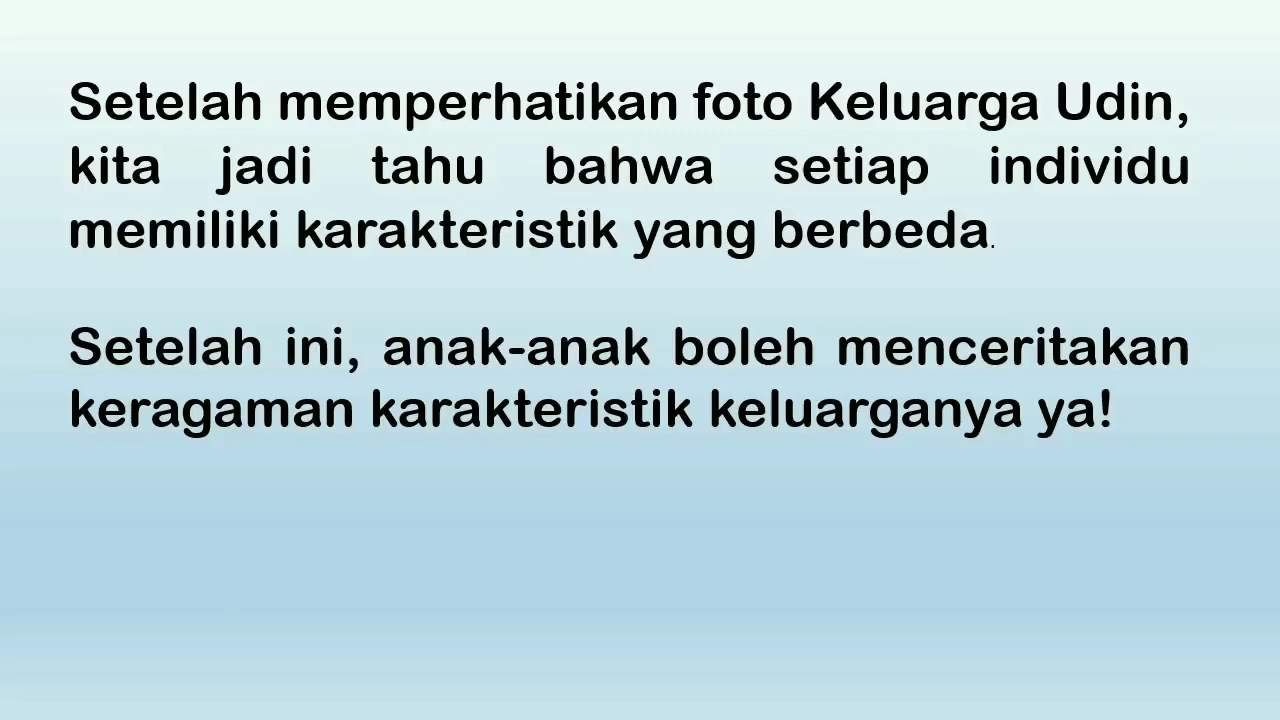 Setelah memperhatikan foto Keluarga Udin,
kita jadi tahu bahwa setiap individu
memiliki karakteristik yang berbeda.
Setelah ini, anak-anak boleh menceritakan
keragaman karakteristik keluarganya ya!